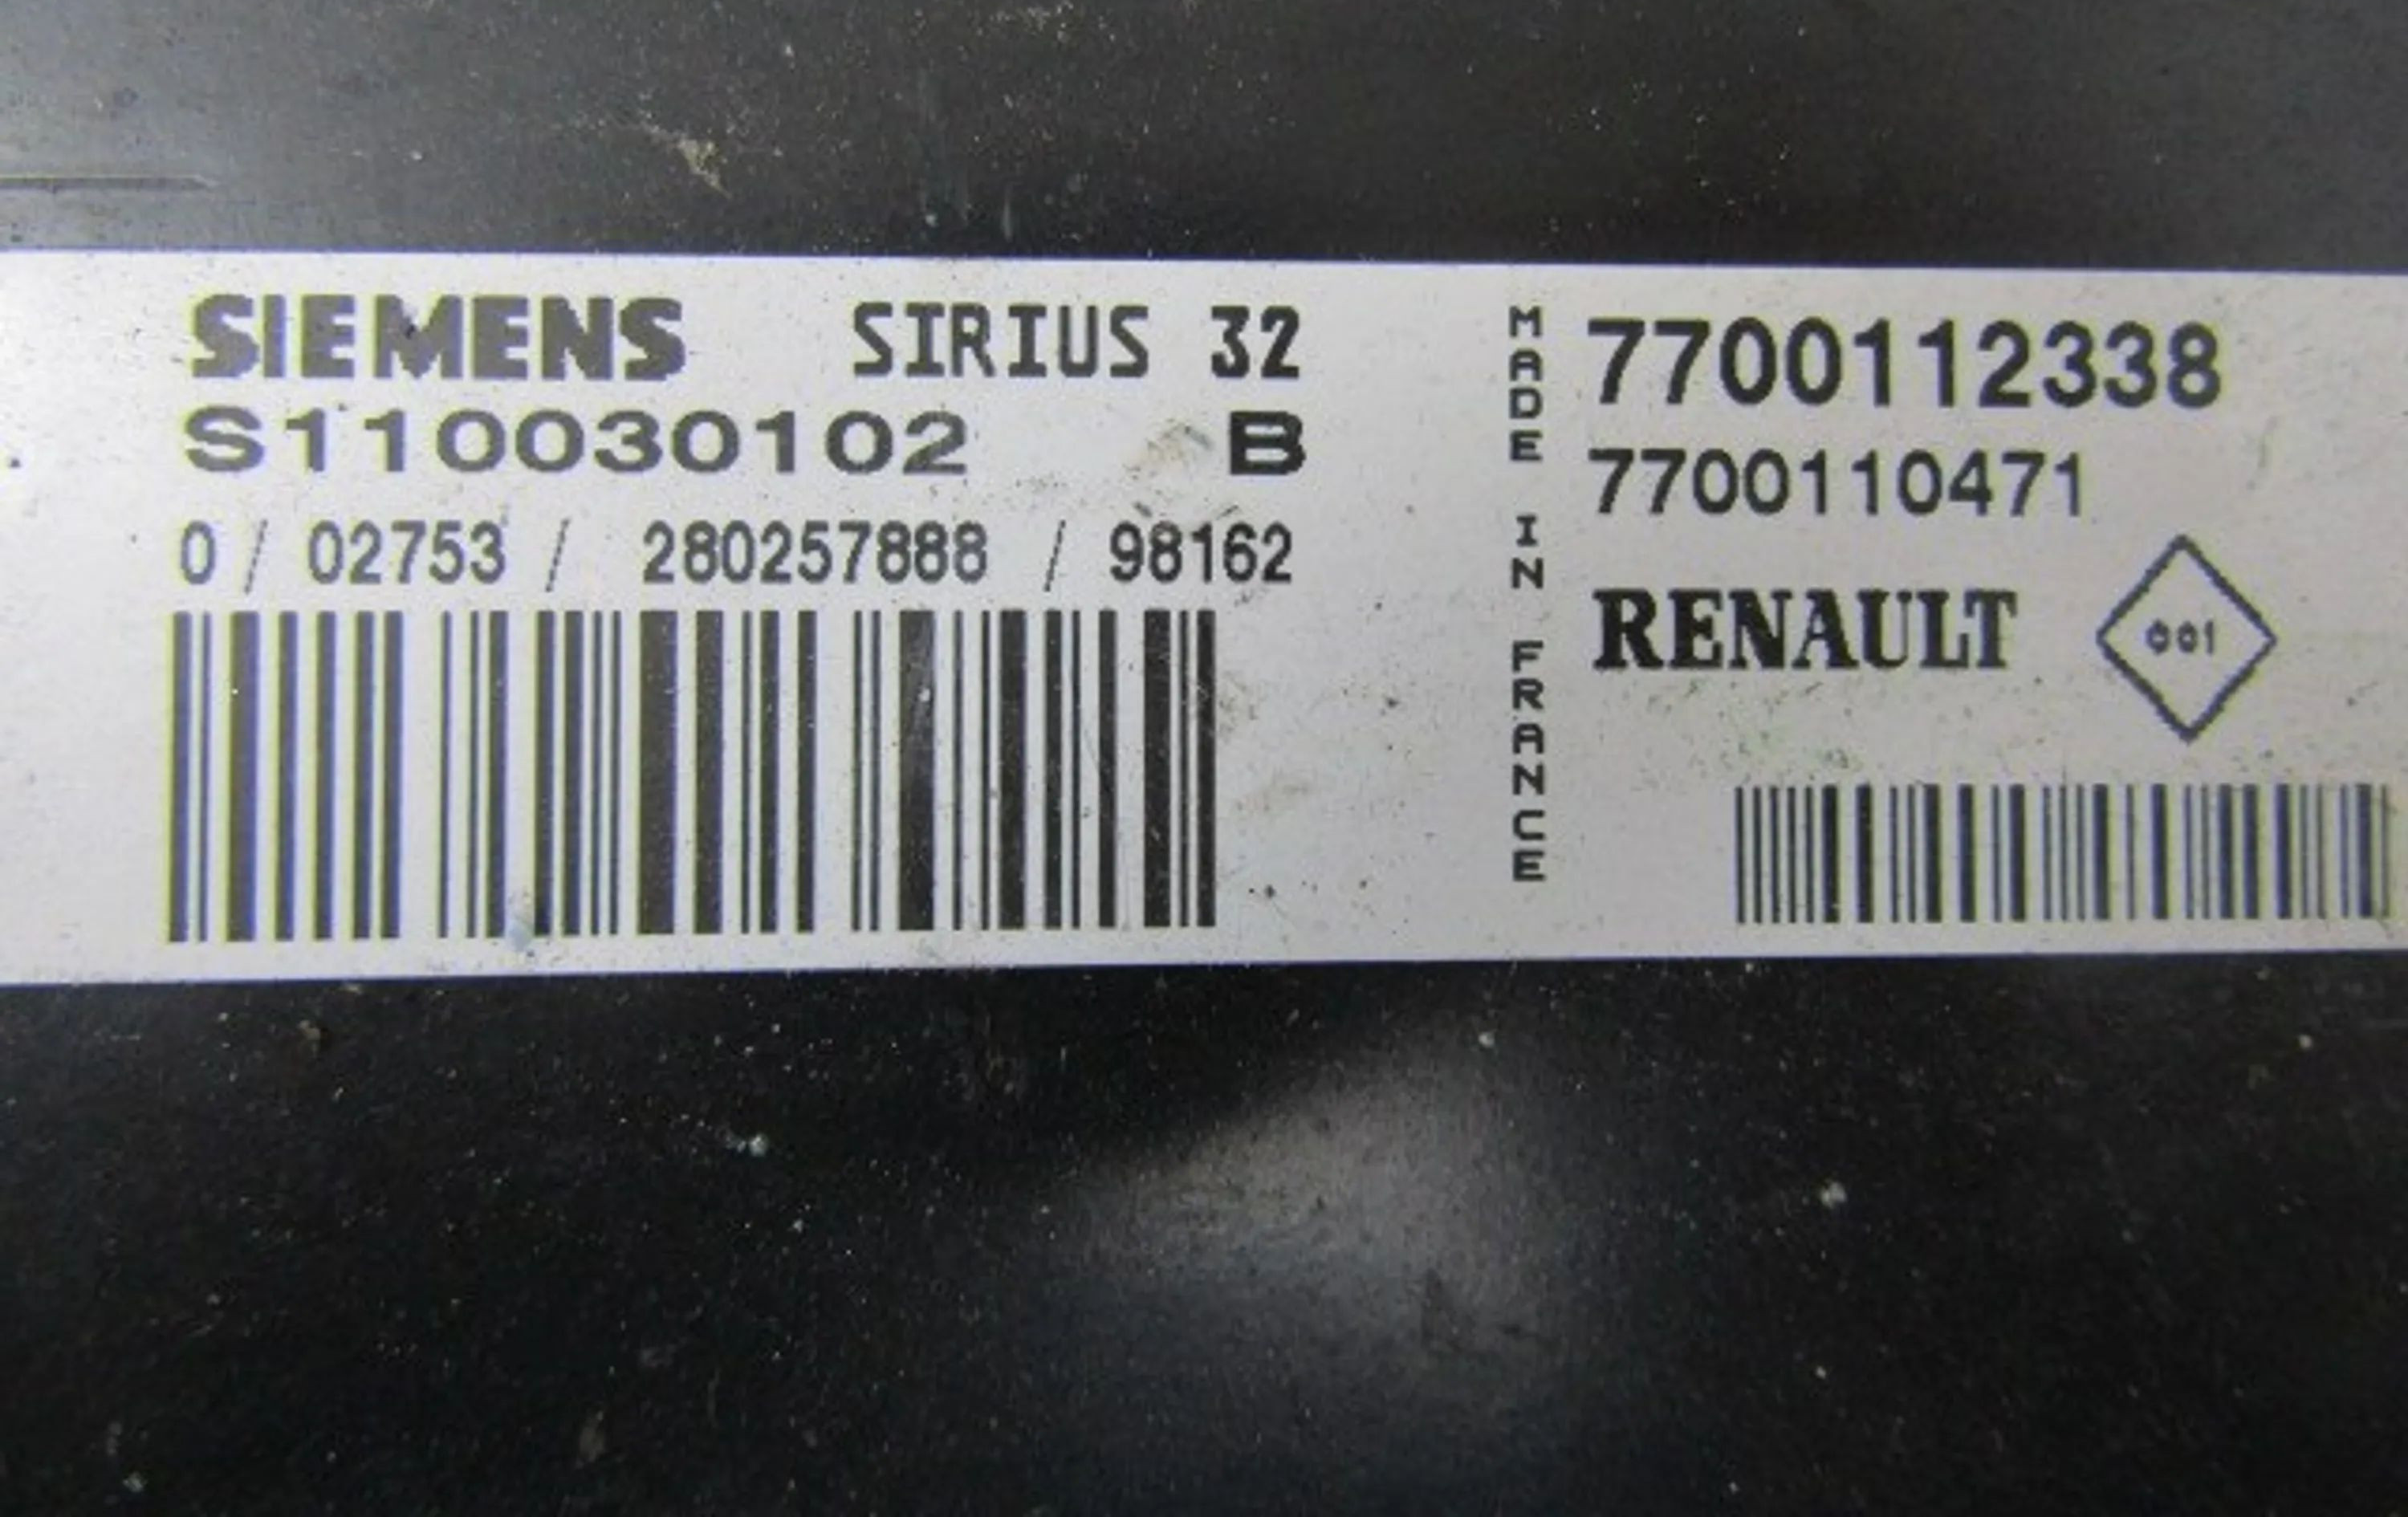 SIEMENS SIRIUS 32
S110030102 B
0 / 02753 / 280257888 / 98162
MADE IN FRANCE
7700112338
7700110471
RENAULT 001